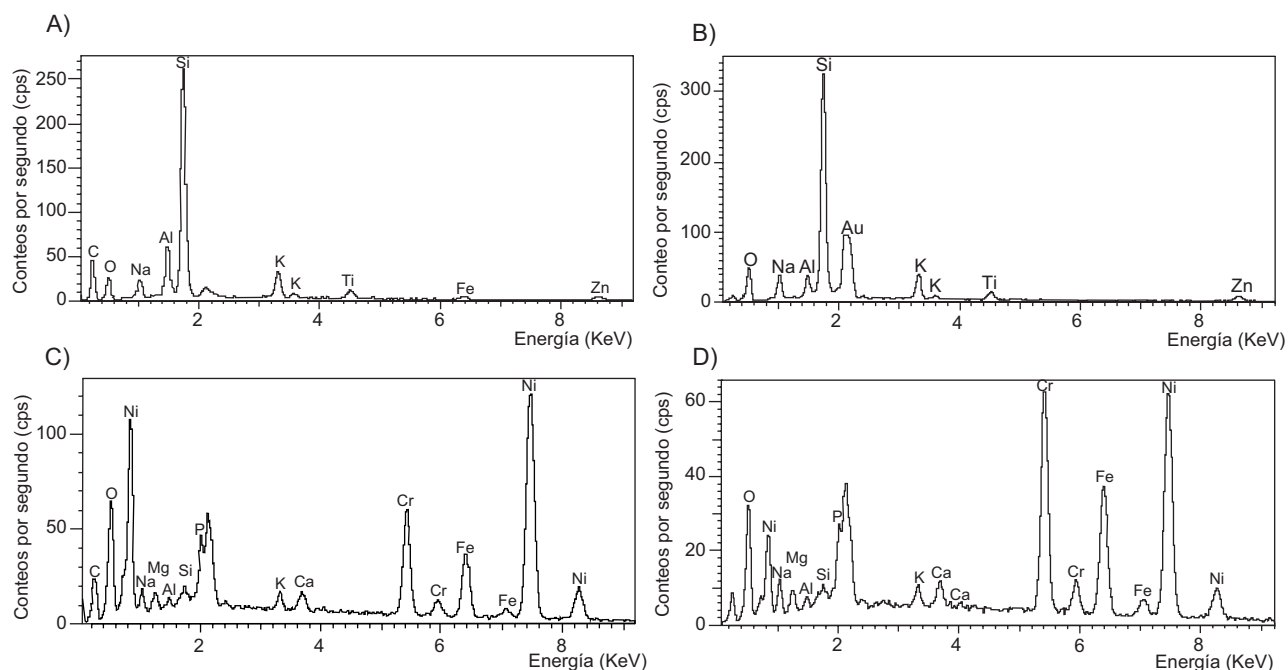 A)
Conteos por segundo (cps)
250
200
150
100
50
0
C
O
Na
Al
Si
K
K
Ti
Fe
Zn
2
4
6
8
Energía (KeV)
B)
Conteo por segundo (cps)
300
200
100
0
O
Na
Al
Si
Au
K
K
Ti
Zn
2
4
6
8
Energía (KeV)
C)
Conteos por segundo (cps)
100
50
0
C
O
Ni
Na
Mg
Al
Si
P
K
Ca
Cr
Cr
Fe
Fe
Ni
Ni
2
4
6
8
Energía (KeV)
D)
Conteos por segundo (cps)
60
40
20
0
O
Ni
Na
Mg
Al
Si
P
K
Ca
Ca
Cr
Cr
Fe
Fe
Ni
Ni
2
4
6
8
Energía (KeV)